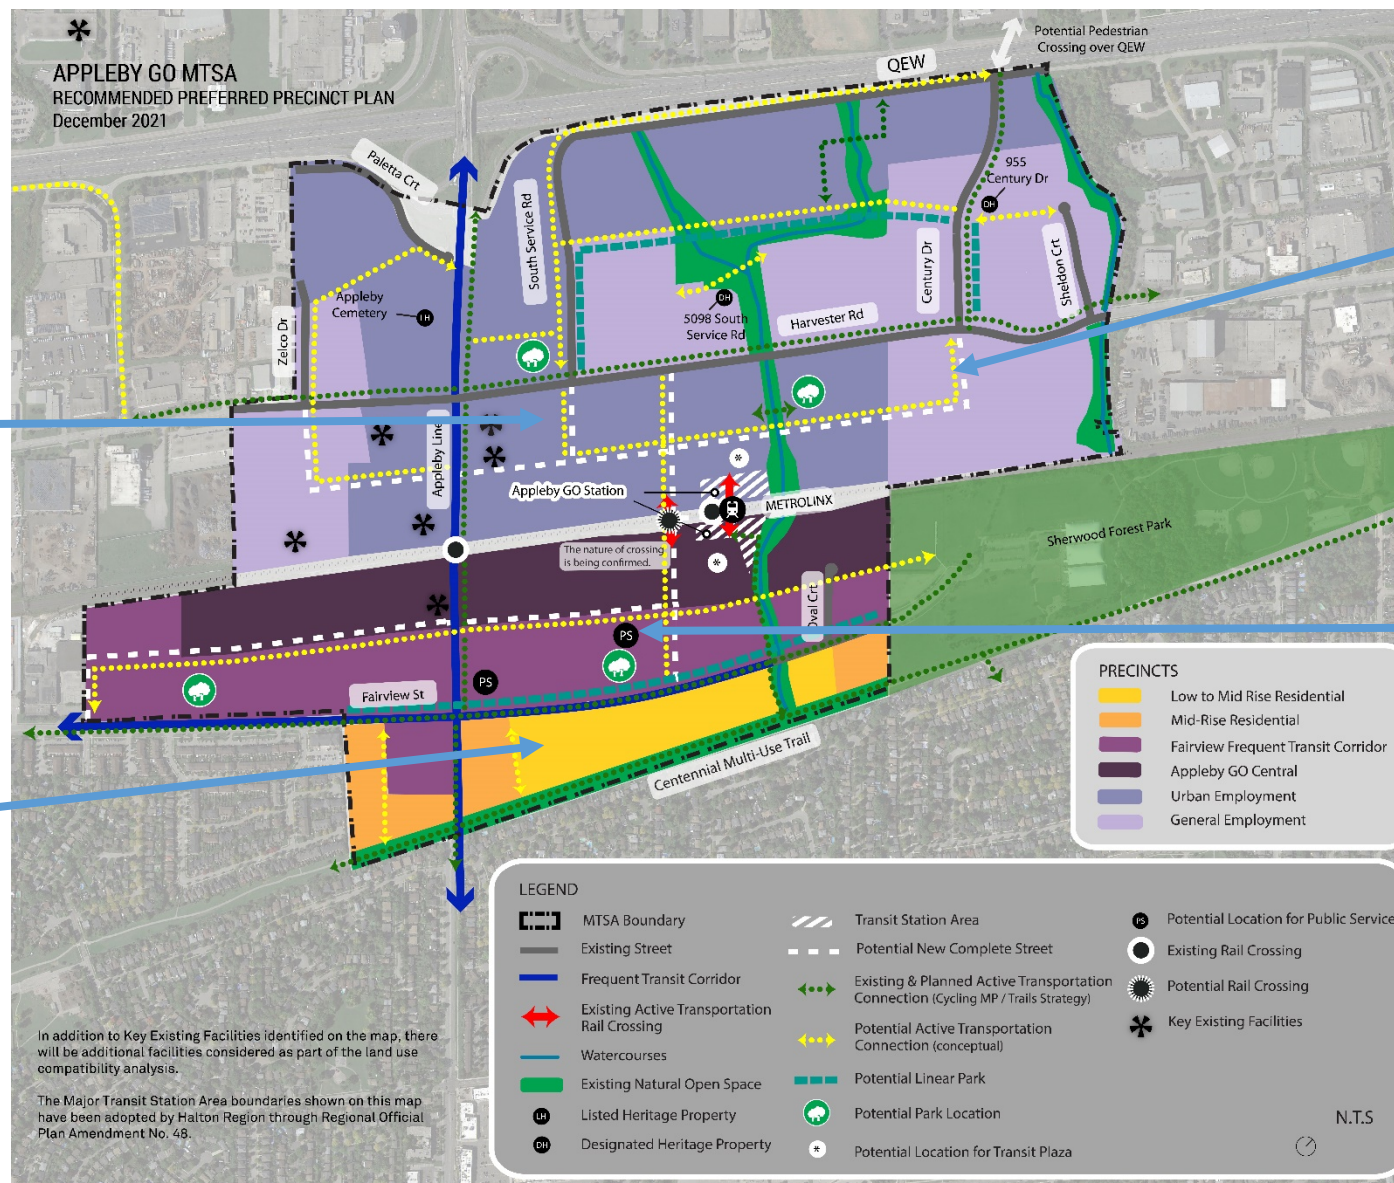 APPLEBY GO MTSA
RECOMMENDED PREFERRED PRECINCT PLAN
December 2021
Potential Pedestrian
Crossing over QEW
QEW
Paletta Crt
South Service Rd
955
Century Dr
DH
Sheldon Crt
Century Dr
Appleby
Cemetery
LH
Zelco Dr
DH
5098 South
Service Rd
Harvester Rd
Appleby Line
*
Appleby GO Station
METROLINX
Sherwood Forest Park
The nature of crossing
is being confirmed.
*
Oval Crt
PS
PS
Fairview St
Centennial Multi-Use Trail
PRECINCTS
Low to Mid Rise Residential
Mid-Rise Residential
Fairview Frequent Transit Corridor
Appleby GO Central
Urban Employment
General Employment
LEGEND
MTSA Boundary
Existing Street
Frequent Transit Corridor
Existing Active Transportation
Rail Crossing
Watercourses
Existing Natural Open Space
LH Listed Heritage Property
DH Designated Heritage Property
Transit Station Area
Potential New Complete Street
Existing & Planned Active Transportation
Connection (Cycling MP / Trails Strategy)
Potential Active Transportation
Connection (conceptual)
Potential Linear Park
Potential Park Location
* Potential Location for Transit Plaza
PS Potential Location for Public Service
Existing Rail Crossing
Potential Rail Crossing
Key Existing Facilities
N.T.S
In addition to Key Existing Facilities identified on the map, there
will be additional facilities considered as part of the land use
compatibility analysis.
The Major Transit Station Area boundaries shown on this map
have been adopted by Halton Region through Regional Official
Plan Amendment No. 48.